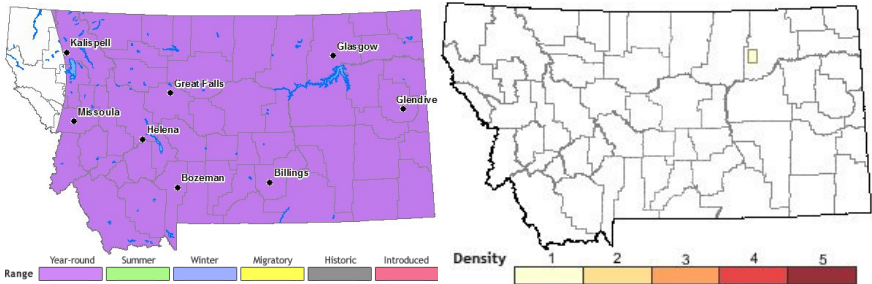 Kalispell
Glasgow
Great Falls
Glendive
Missoula
Helena
Bozeman
Billings
Range Year-round Summer Winter Migratory Historic Introduced
Density 1 2 3 4 5